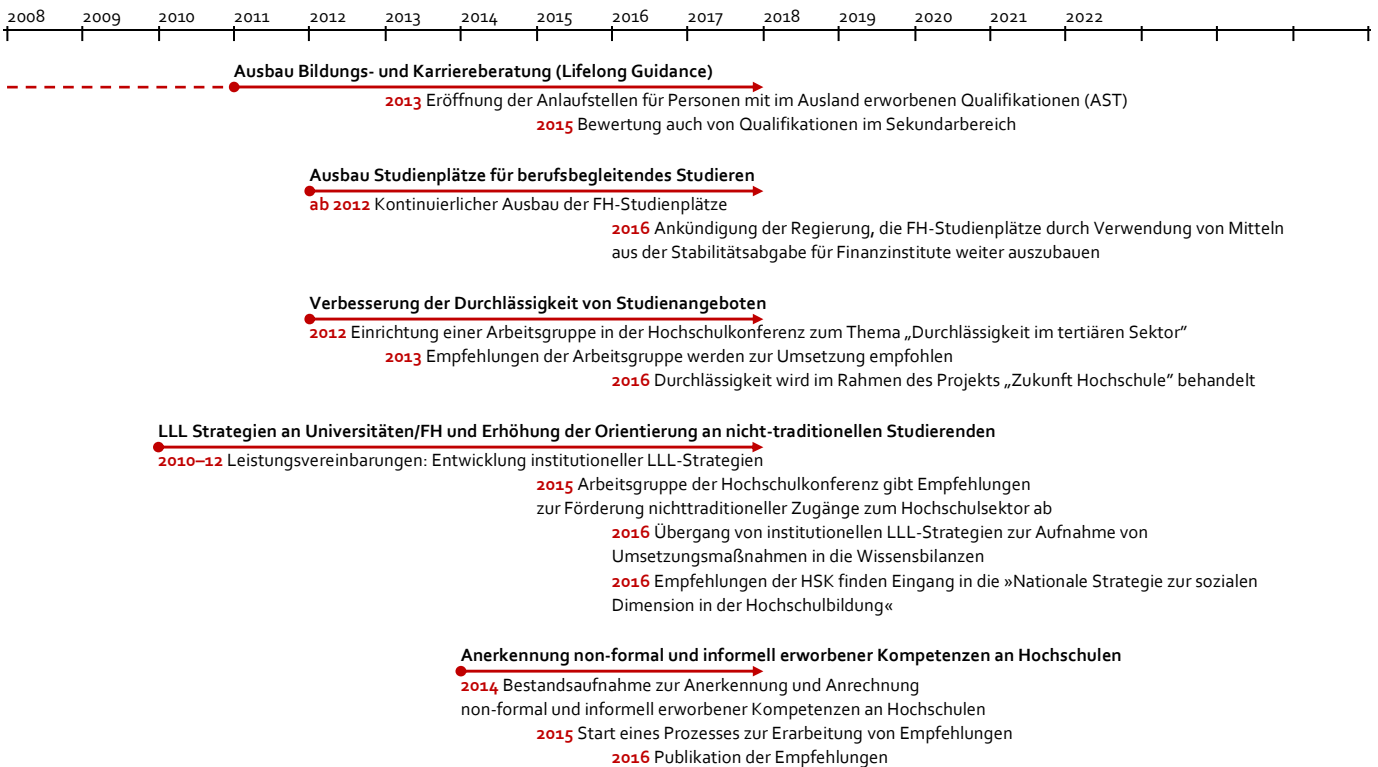 2008 2009 2010 2011 2012 2013 2014 2015 2016 2017 2018 2019 2020 2021 2022
Ausbau Bildungs- und Karriereberatung (Lifelong Guidance)
2013 Eröffnung der Anlaufstellen für Personen mit im Ausland erworbenen Qualifikationen (AST)
2015 Bewertung auch von Qualifikationen im Sekundarbereich
Ausbau Studienplätze für berufsbegleitendes Studieren
ab 2012 Kontinuierlicher Ausbau der FH-Studienplätze
2016 Ankündigung der Regierung, die FH-Studienplätze durch Verwendung von Mitteln
aus der Stabilitätsabgabe für Finanzinstitute weiter auszubauen
Verbesserung der Durchlässigkeit von Studienangeboten
2012 Einrichtung einer Arbeitsgruppe in der Hochschulkonferenz zum Thema „Durchlässigkeit im tertiären Sektor“
2013 Empfehlungen der Arbeitsgruppe werden zur Umsetzung empfohlen
2016 Durchlässigkeit wird im Rahmen des Projekts „Zukunft Hochschule“ behandelt
LLL Strategien an Universitäten/FH und Erhöhung der Orientierung an nicht-traditionellen Studierenden
2010–12 Leistungsvereinbarungen: Entwicklung institutioneller LLL-Strategien
2015 Arbeitsgruppe der Hochschulkonferenz gibt Empfehlungen
zur Förderung nichttraditioneller Zugänge zum Hochschulsektor ab
2016 Übergang von institutionellen LLL-Strategien zur Aufnahme von
Umsetzungsmaßnahmen in die Wissensbilanzen
2016 Empfehlungen der HSK finden Eingang in die »Nationale Strategie zur sozialen
Dimension in der Hochschulbildung«
Anerkennung non-formal und informell erworbener Kompetenzen an Hochschulen
2014 Bestandsaufnahme zur Anerkennung und Anrechnung
non-formal und informell erworbener Kompetenzen an Hochschulen
2015 Start eines Prozesses zur Erarbeitung von Empfehlungen
2016 Publikation der Empfehlungen